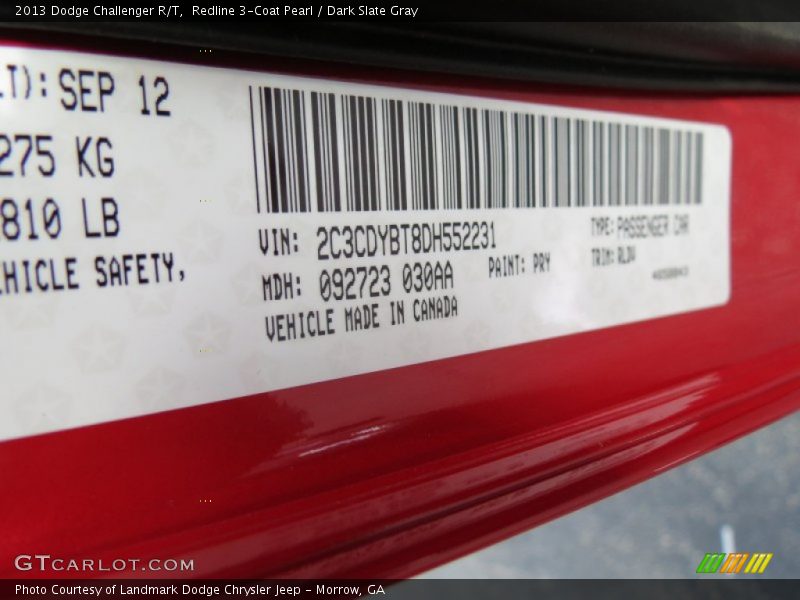 2013 Dodge Challenger R/T, Redline 3-Coat Pearl / Dark Slate Gray
LT): SEP 12
275 KG
810 LB
EHICLE SAFETY,
VIN: 2C3CDYBT8DH552231
TYPE: PASSENGER CAR
MDH: 092723 030AA
PAINT: PRY
TRIM:
VEHICLE MADE IN CANADA
GTCARLOT.COM
Photo Courtesy of Landmark Dodge Chrysler Jeep - Morrow, GA